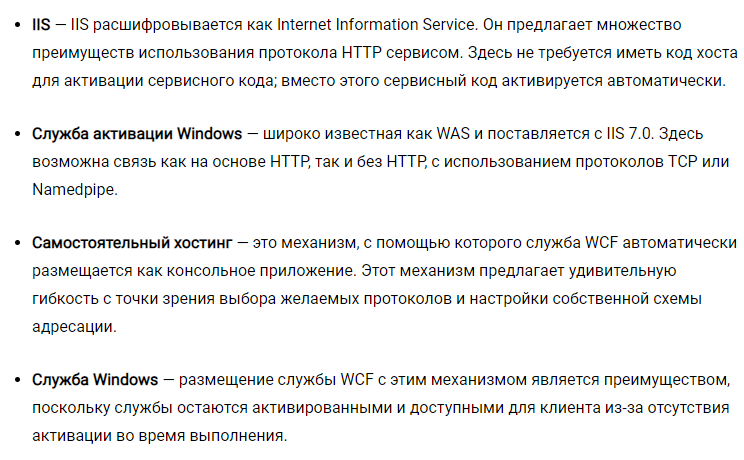 • IIS — IIS расшифровывается как Internet Information Service. Он предлагает множество
преимуществ использования протокола HTTP сервисом. Здесь не требуется иметь код хоста
для активации сервисного кода; вместо этого сервисный код активируется автоматически.
• Служба активации Windows — широко известная как WAS и поставляется с IIS 7.0. Здесь
возможна связь как на основе HTTP, так и без HTTP, с использованием протоколов TCP или
Namedpipe.
• Самостоятельный хостинг — это механизм, с помощью которого служба WCF автоматически
размещается как консольное приложение. Этот механизм предлагает удивительную
гибкость с точки зрения выбора желаемых протоколов и настройки собственной схемы
адресации.
• Служба Windows — размещение службы WCF с этим механизмом является преимуществом,
поскольку службы остаются активированными и доступными для клиента из-за отсутствия
активации во время выполнения.